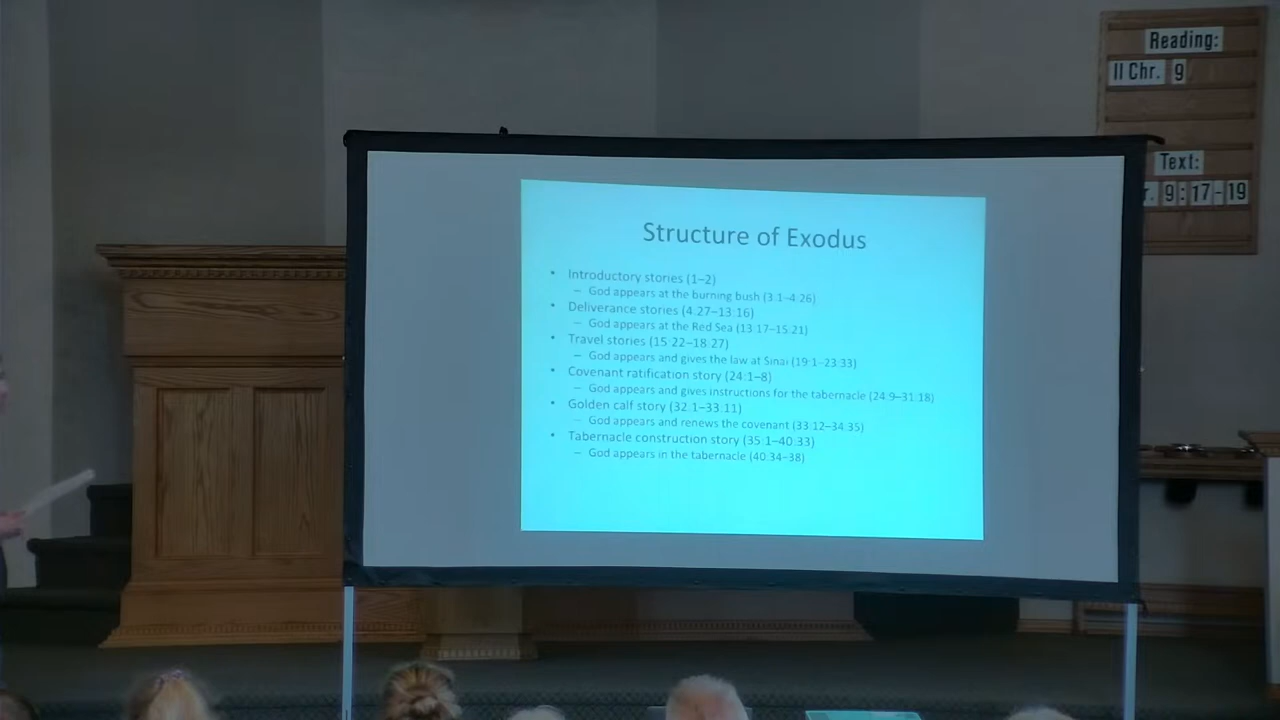 Structure of Exodus
• Introductory stories (1–2)
– God appears at the burning bush (3:1–4:26)
• Deliverance stories (4:27–13:16)
– God appears at the Red Sea (13:17–15:21)
• Travel stories (15:22–18:27)
– God appears and gives the law at Sinai (19:1–23:33)
• Covenant ratification story (24:1–8)
– God appears and gives instructions for the tabernacle (24:9–31:18)
• Golden calf story (32:1–33:11)
– God appears and renews the covenant (33:12–34:35)
• Tabernacle construction story (35:1–40:33)
– God appears in the tabernacle (40:34–38)
Reading:
II Chr. 9
Text:
r. 9:17-19